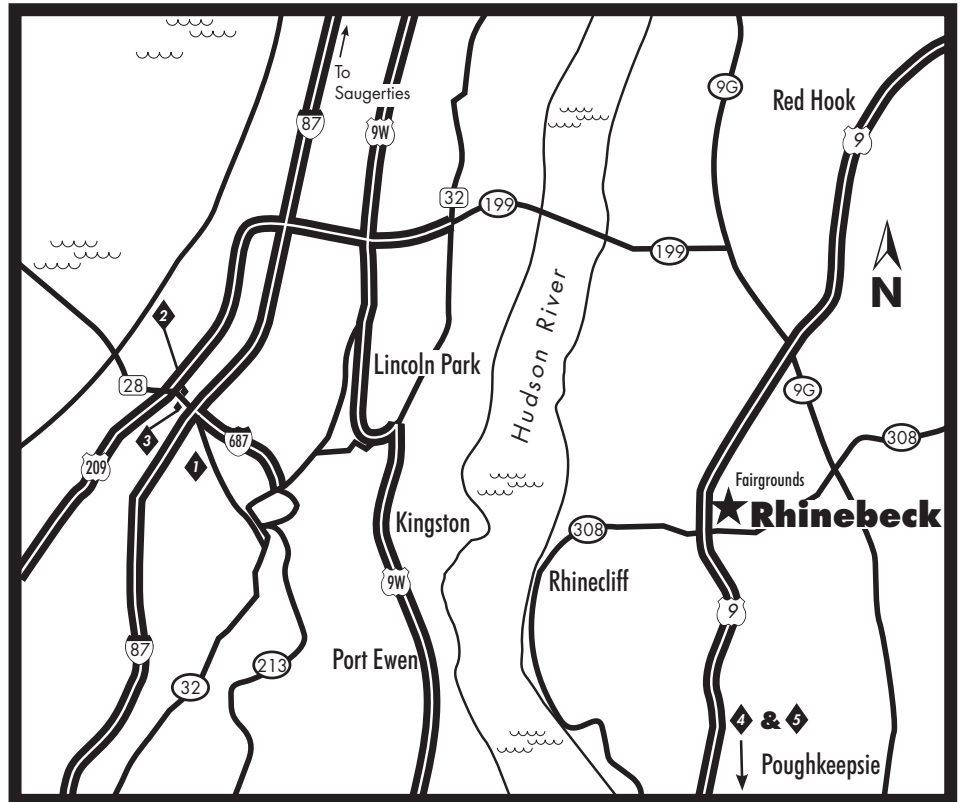 To
Saugerties
9G
Red Hook
87
9W
9
32
199
199
N
2
Lincoln Park
Hudson River
28
9G
3
687
308
209
1
Fairgrounds
Rhinebeck
Kingston
308
9W
Rhinecliff
9
87
Port Ewen
213
32
4 & 5
Poughkeepsie